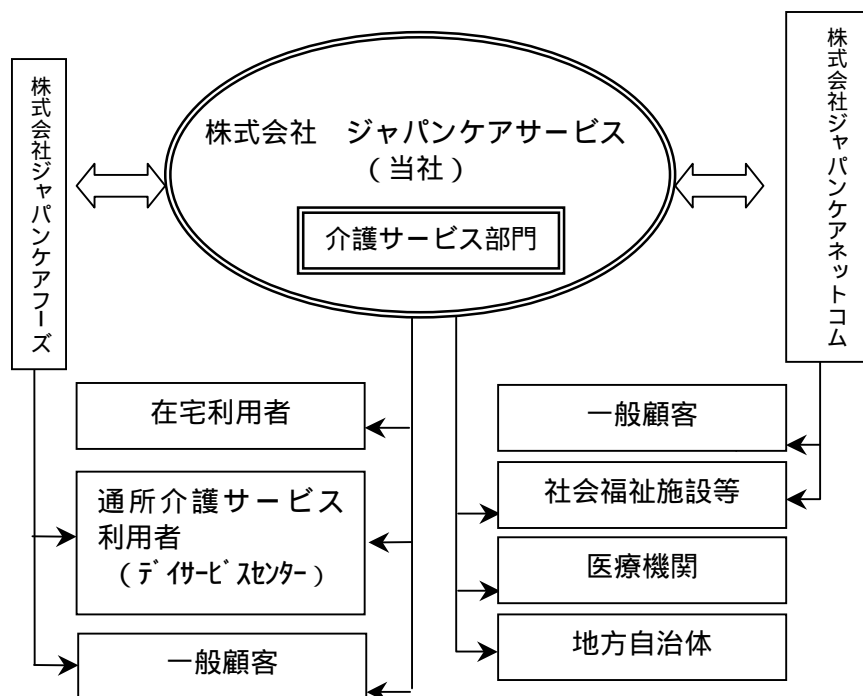 株式会社ジャパンケアフーズ
株式会社　ジャパンケアサービス
（当社）
介護サービス部門
株式会社ジャパンケアネットコム
在宅利用者
通所介護サービス
利用者
（ﾃﾞｲｻｰﾋﾞｽｾﾝﾀｰ）
一般顧客
一般顧客
社会福祉施設等
医療機関
地方自治体